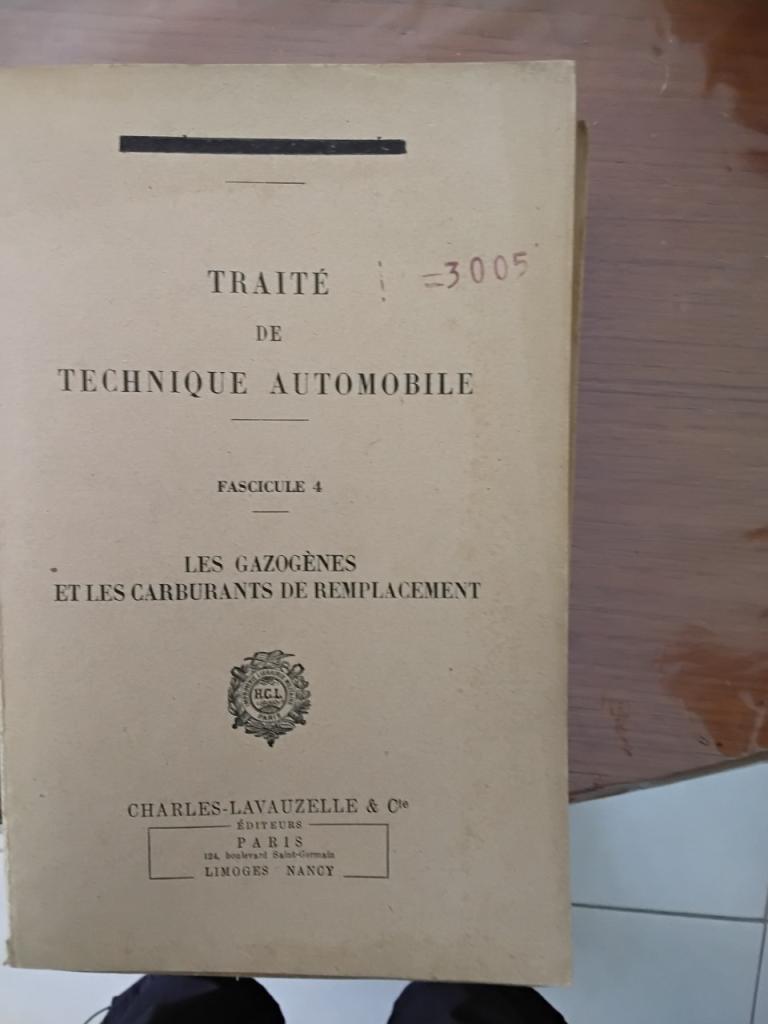 TRAITÉ
=3005
DE
TECHNIQUE AUTOMOBILE
FASCICULE 4
LES GAZOGÈNES
ET LES CARBURANTS DE REMPLACEMENT
H.C.L.
PARIS
CHARLES-LAVAUZELLE & Cie
ÉDITEURS
PARIS
124, boulevard Saint-Germain
LIMOGES NANCY